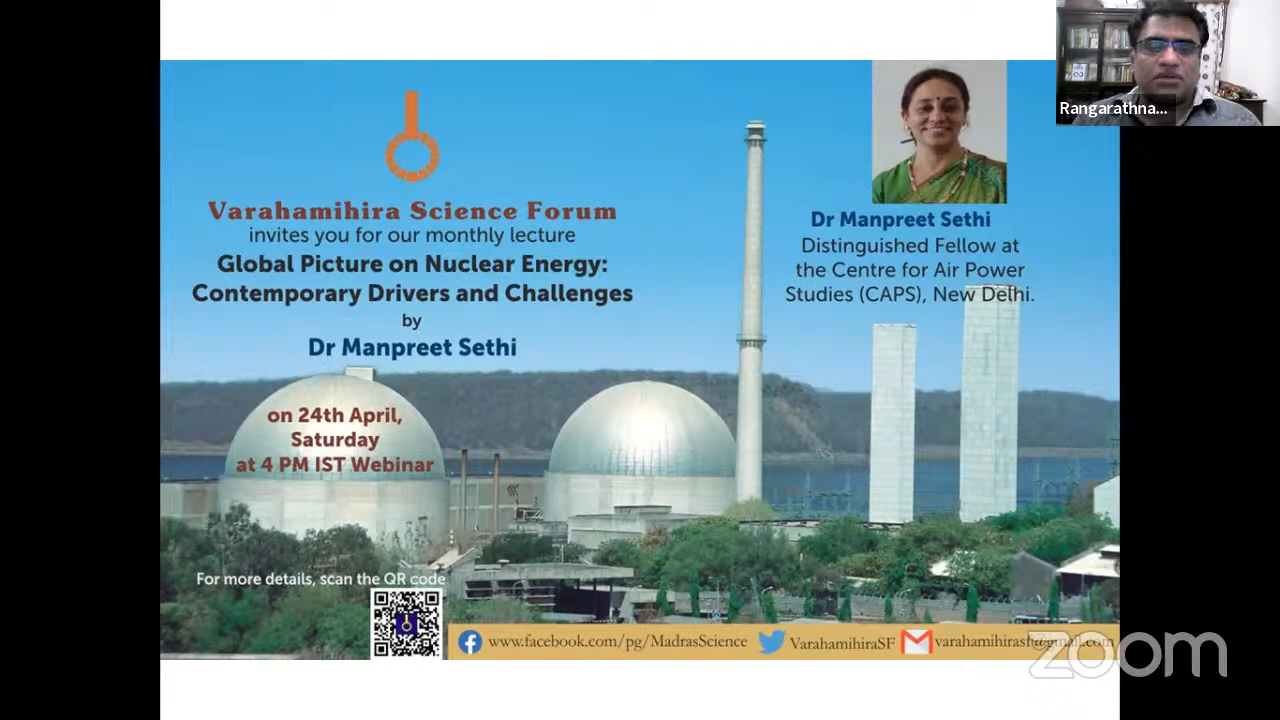 Rangarathna...
Varahamihira Science Forum
invites you for our monthly lecture
Global Picture on Nuclear Energy:
Contemporary Drivers and Challenges
by
Dr Manpreet Sethi
on 24th April,
Saturday
at 4 PM IST Webinar
Dr Manpreet Sethi
Distinguished Fellow at
the Centre for Air Power
Studies (CAPS), New Delhi.
For more details, scan the QR code
www.facebook.com/pg/MadrasScience
VarahamihiraSF
varahamihirasf@gmail.com
zoom